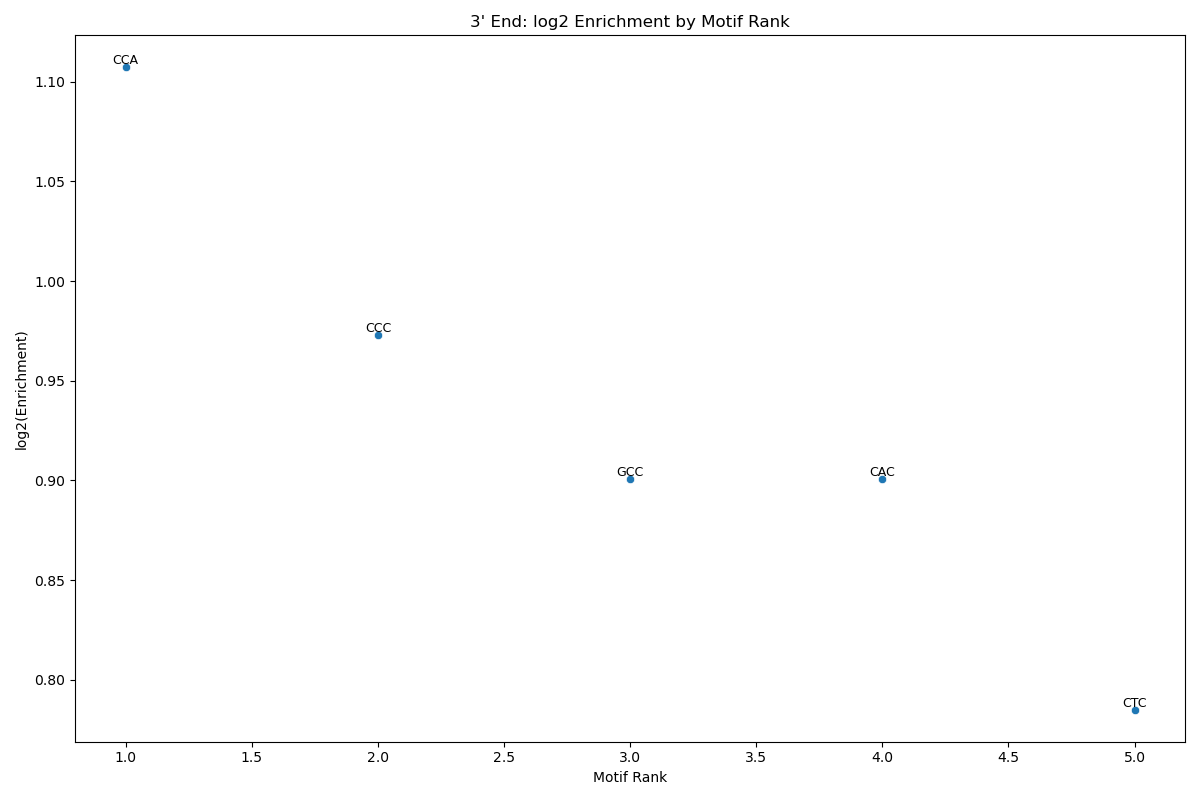 3' End: log2 Enrichment by Motif Rank
CCA
1.10
1.05
1.00
CCC
0.95
GCC
CAC
0.90
0.85
0.80
CTC
log2(Enrichment)
1.0 1.5 2.0 2.5 3.0 3.5 4.0 4.5 5.0
Motif Rank